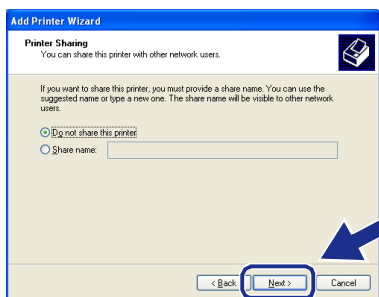 Add Printer Wizard
Printer Sharing
You can share this printer with other network users.
If you want to share this printer, you must provide a share name. You can use the
suggested name or type a new one. The share name will be visible to other network
users.
Do not share this printer
Share name:
< Back
Next >
Cancel